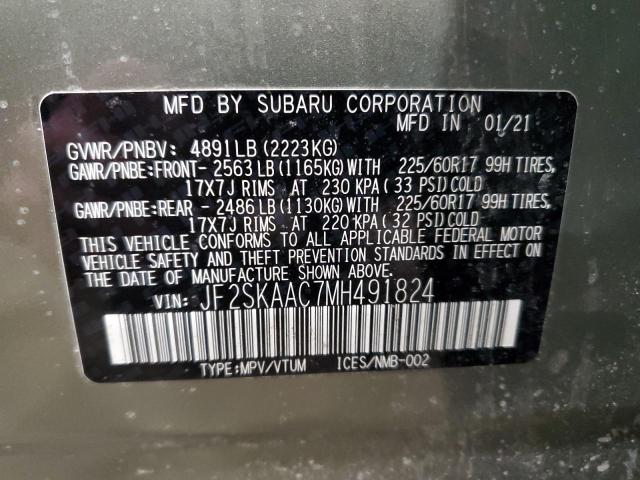 MFD BY SUBARU CORPORATION
MFD IN 01/21
GVWR/PNBV: 4891LB (2223KG)
GAWR/PNBE:FRONT- 2563LB (1165KG) WITH 225/60R17 99H TIRES,
17X7J RIMS AT 230 KPA (33 PSI) COLD
GAWR/PNBE:REAR - 2486LB (1130KG) WITH 225/60R17 99H TIRES,
17X7J RIMS AT 220 KPA (32 PSI) COLD
THIS VEHICLE CONFORMS TO ALL APPLICABLE FEDERAL MOTOR
VEHICLE SAFETY AND THEFT PREVENTION STANDARDS IN EFFECT
ON THE DATE OF MANUFACTURE SHOWN ABOVE.
VIN: JF2SKAAC7MH491824
TYPE:MPV/VTUM ICES/NMB-002